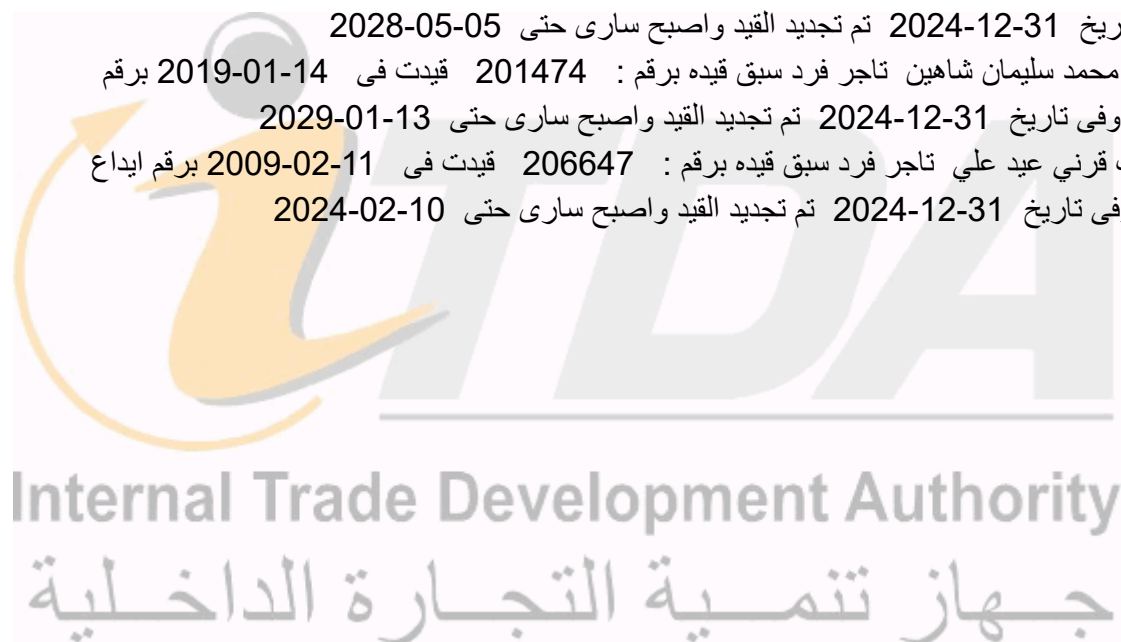 2024-12-31 تم تجديد القيد واصبح سارى حتى 2028-05-05
محمد سليمان شاهين تاجر فرد سبق قيده برقم : 201474 قيدت فى 2019-01-14 برقم
وفى تاريخ 2024-12-31 تم تجديد القيد واصبح سارى حتى 2029-01-13
قرني عيد علي تاجر فرد سبق قيده برقم : 206647 قيدت فى 2009-02-11 برقم ايداع
تاريخ 2024-12-31 تم تجديد القيد واصبح سارى حتى 2024-02-10
iTDA
Internal Trade Development Authority
جهاز تنمية التجارة الداخلية